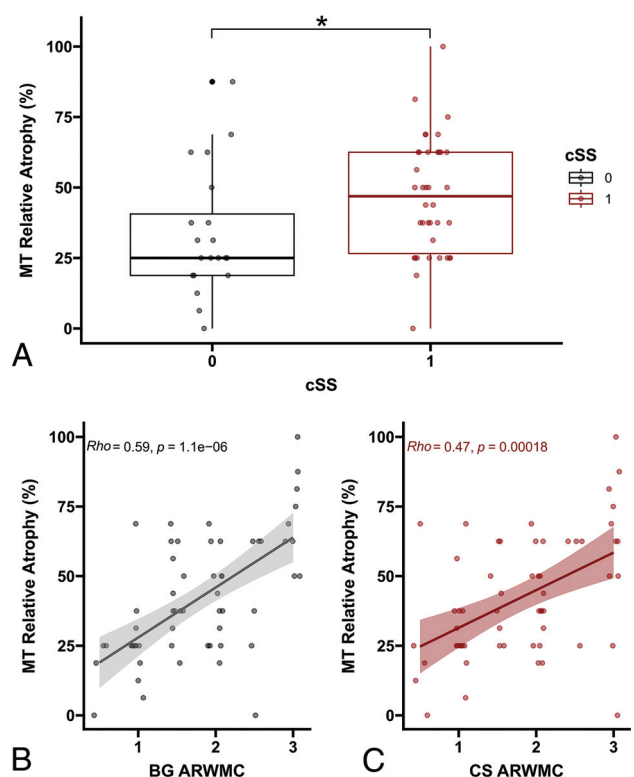 A
MT Relative Atrophy (%)
100
75
50
25
0
*
0
1
cSS
cSS
0
1
B
MT Relative Atrophy (%)
100
75
50
25
0
Rho = 0.59, p = 1.1e−06
1
2
3
BG ARWMC
C
MT Relative Atrophy (%)
100
75
50
25
0
Rho = 0.47, p = 0.00018
1
2
3
CS ARWMC